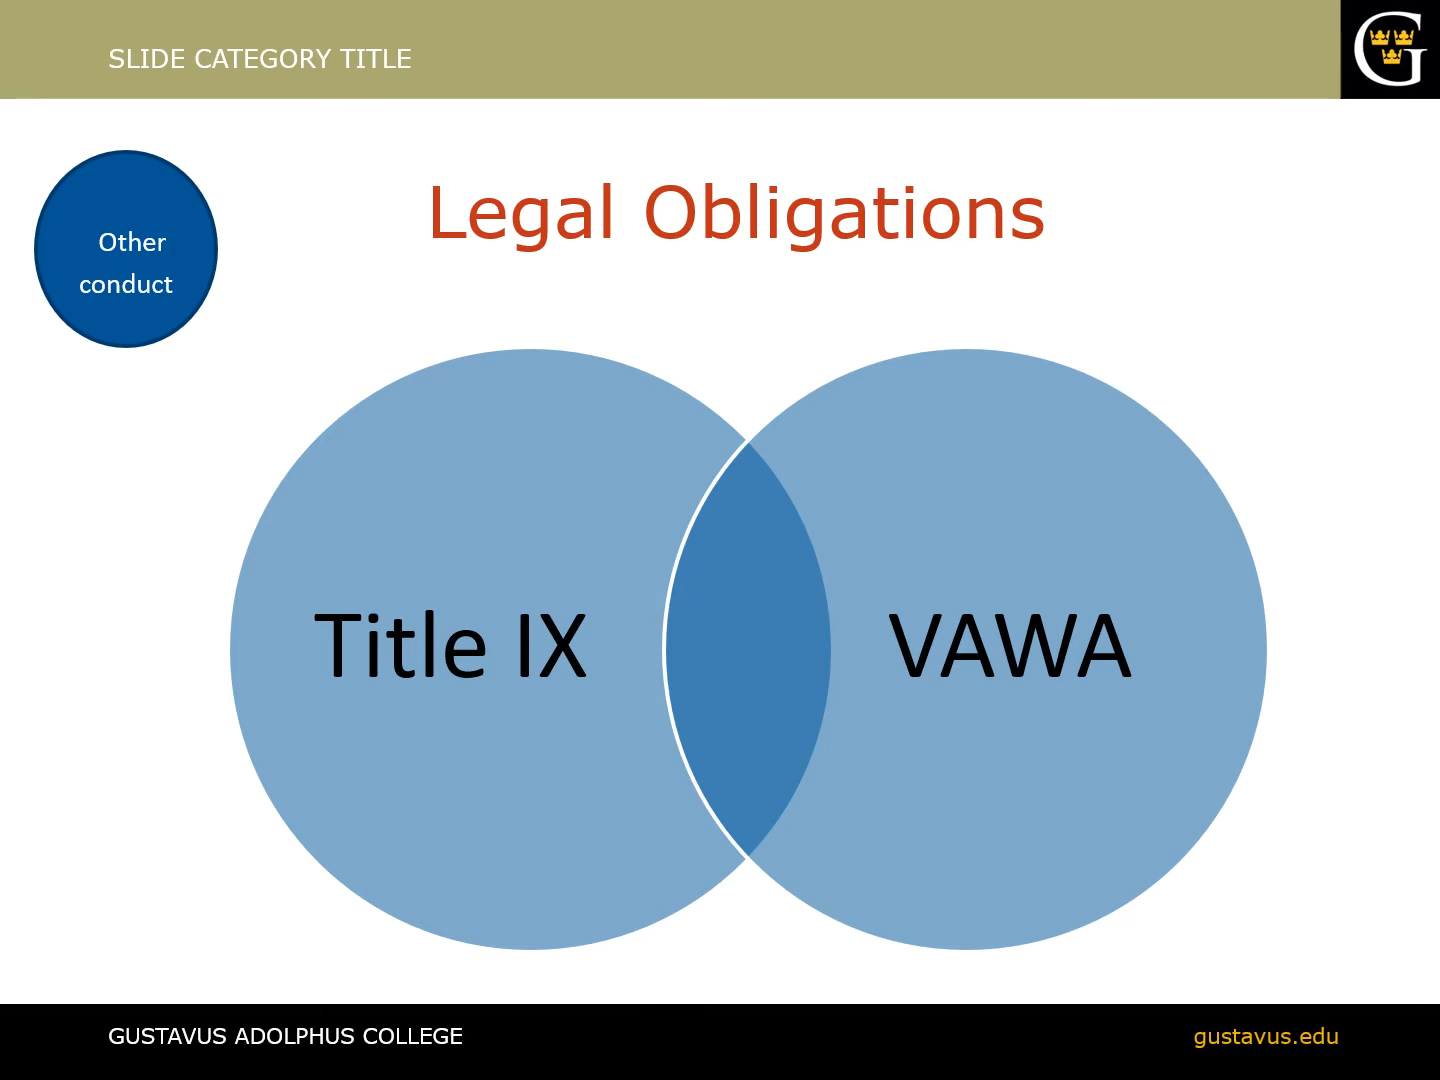 SLIDE CATEGORY TITLE
G
Other
conduct
Legal Obligations
Title IX
VAWA
GUSTAVUS ADOLPHUS COLLEGE
gustavus.edu